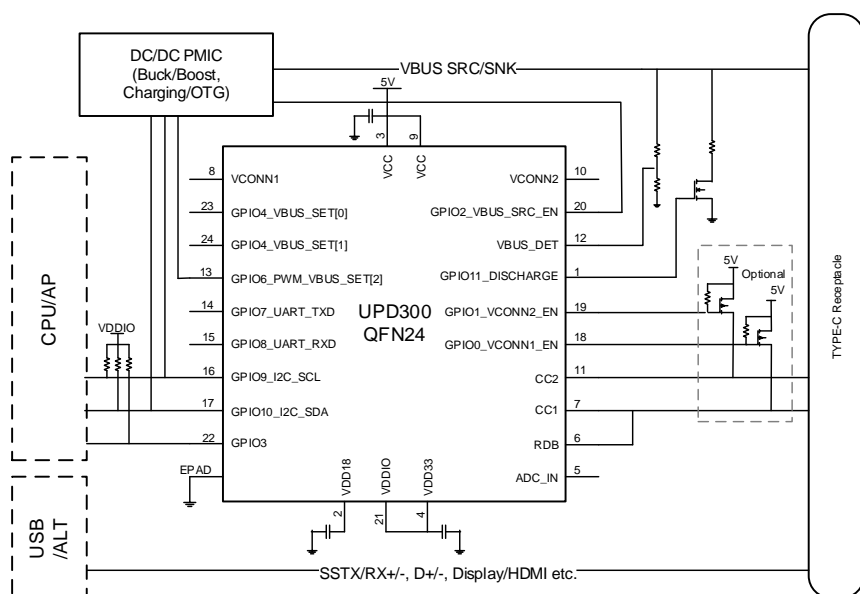 DC/DC PMIC
(Buck/Boost,
Charging/OTG)
VBUS SRC/SNK
5V
3
9
VCC
VCC
8
VCONN1
VCONN2
10
23
GPIO4_VBUS_SET[0]
GPIO2_VBUS_SRC_EN
20
24
GPIO4_VBUS_SET[1]
VBUS_DET
12
13
GPIO6_PWM_VBUS_SET[2]
GPIO11_DISCHARGE
1
5V
Optional
5V
14
GPIO7_UART_TXD
UPD300
QFN24
GPIO1_VCONN2_EN
19
VDDIO
15
GPIO8_UART_RXD
GPIO0_VCONN1_EN
18
16
GPIO9_I2C_SCL
CC2
11
17
GPIO10_I2C_SDA
CC1
7
22
GPIO3
RDB
6
EPAD
ADC_IN
5
VDD18
VDDIO
VDD33
2
21
4
CPU/AP
USB
/ALT
TYPE-C Receptacle
SSTX/RX+/-, D+/-, Display/HDMI etc.